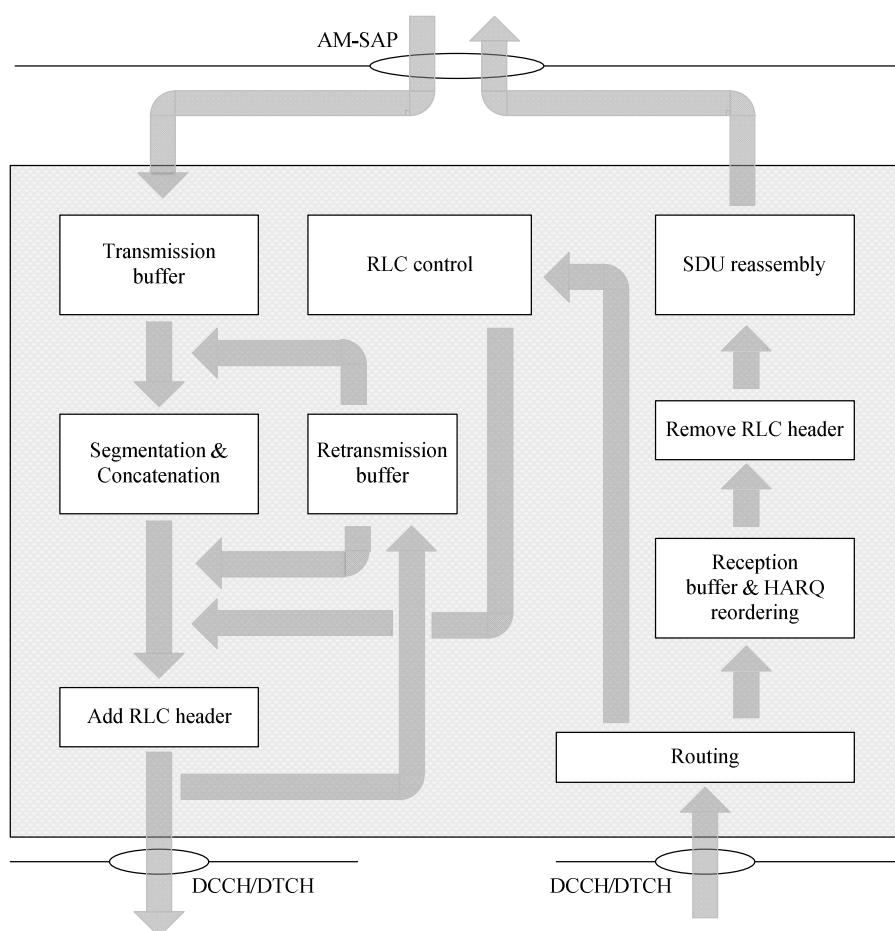 AM-SAP
Transmission
buffer
RLC control
SDU reassembly
Segmentation &
Concatenation
Retransmission
buffer
Remove RLC header
Reception
buffer & HARQ
reordering
Add RLC header
Routing
DCCH/DTCH
DCCH/DTCH